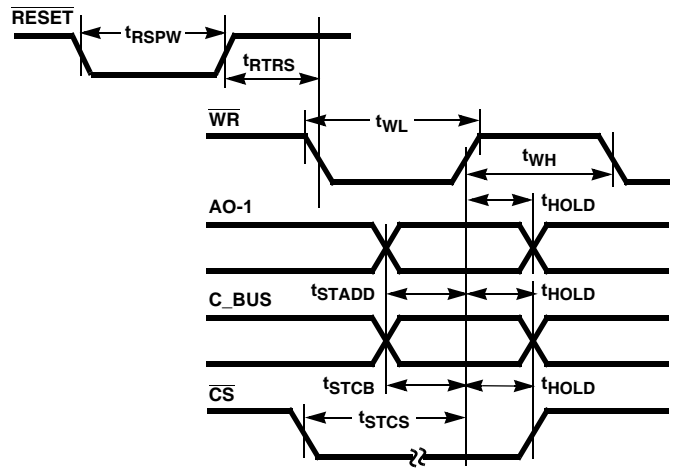 RESET
tRSPW
tRTRS
WR
tWL
tWH
AO-1
tHOLD
tSTADD
tHOLD
C_BUS
tSTCB
tHOLD
CS
tSTCS